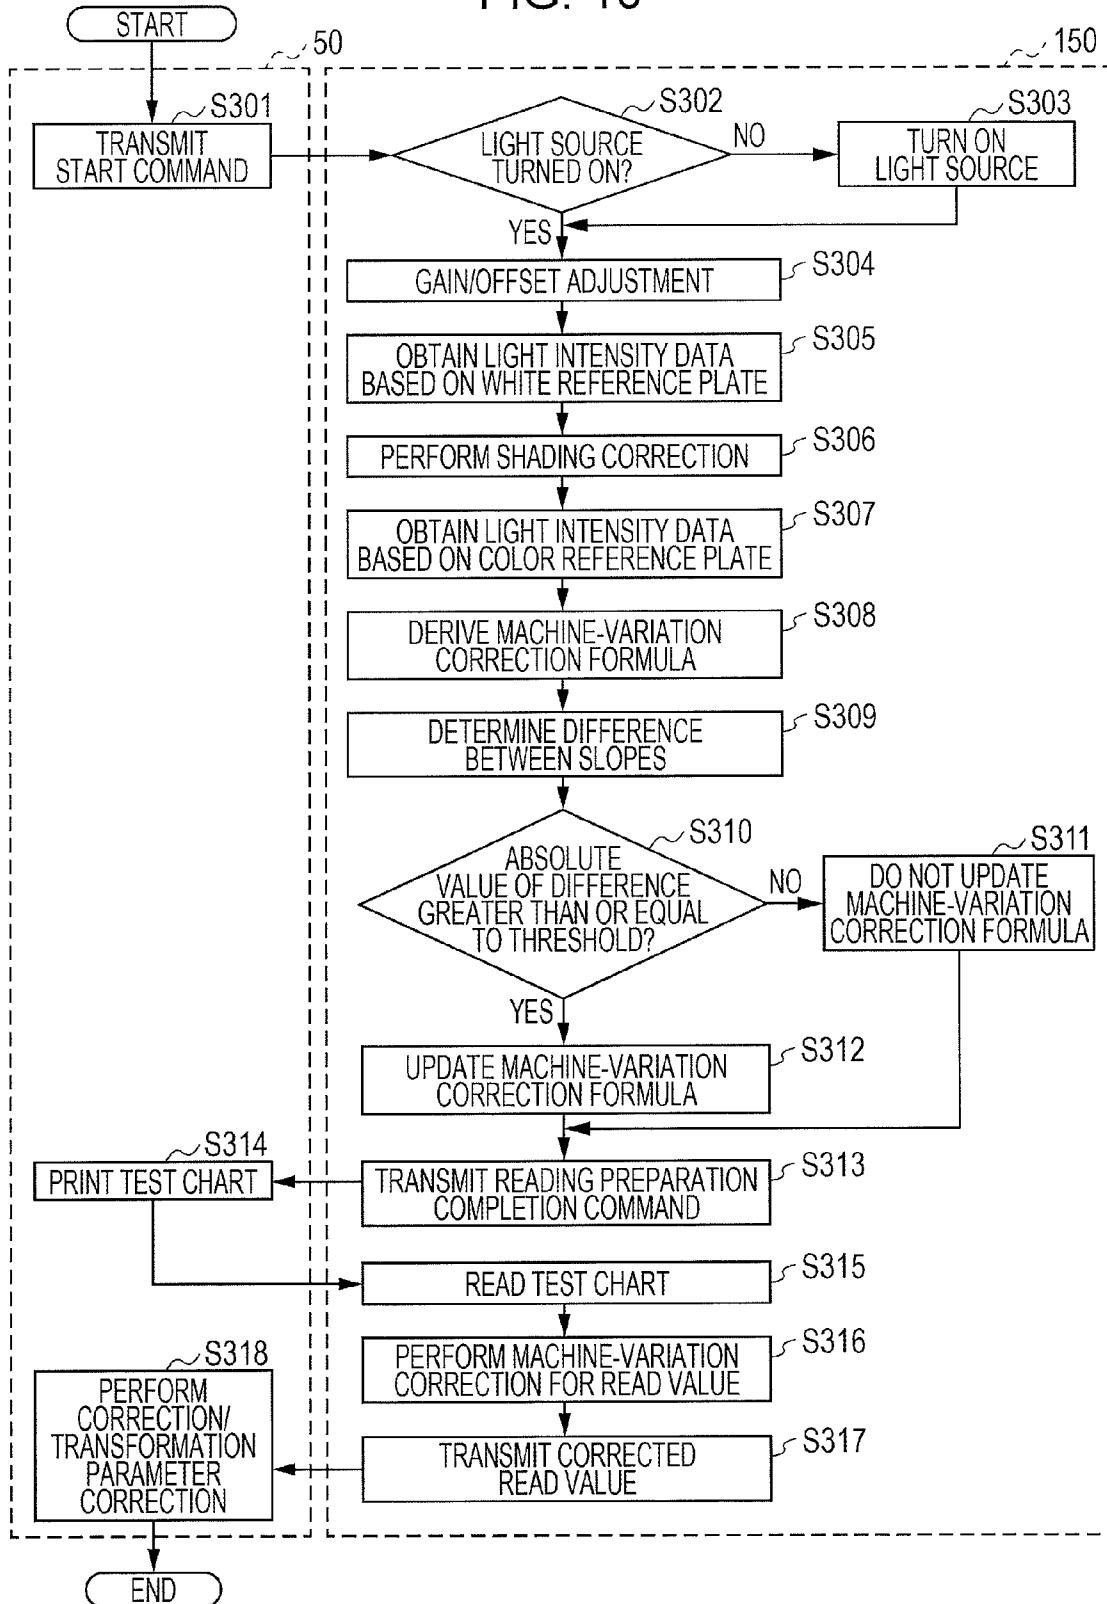 START
50
150
S301
TRANSMIT
START COMMAND
S302
LIGHT SOURCE
TURNED ON?
NO
S303
TURN ON
LIGHT SOURCE
YES
S304
GAIN/OFFSET ADJUSTMENT
S305
OBTAIN LIGHT INTENSITY DATA
BASED ON WHITE REFERENCE PLATE
S306
PERFORM SHADING CORRECTION
S307
OBTAIN LIGHT INTENSITY DATA
BASED ON COLOR REFERENCE PLATE
S308
DERIVE MACHINE-VARIATION
CORRECTION FORMULA
S309
DETERMINE DIFFERENCE
BETWEEN SLOPES
S310
ABSOLUTE
VALUE OF DIFFERENCE
GREATER THAN OR EQUAL
TO THRESHOLD?
NO
S311
DO NOT UPDATE
MACHINE-VARIATION
CORRECTION FORMULA
YES
S312
UPDATE MACHINE-VARIATION
CORRECTION FORMULA
S313
TRANSMIT READING PREPARATION
COMPLETION COMMAND
S314
PRINT TEST CHART
S315
READ TEST CHART
S316
PERFORM MACHINE-VARIATION
CORRECTION FOR READ VALUE
S317
TRANSMIT CORRECTED
READ VALUE
S318
PERFORM
CORRECTION/
TRANSFORMATION
PARAMETER
CORRECTION
END